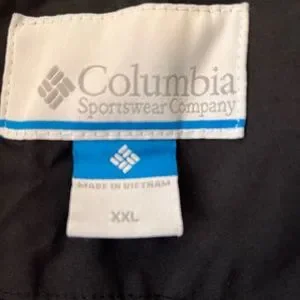 Columbia
Sportswear Company
MADE IN VIETNAM
XXL